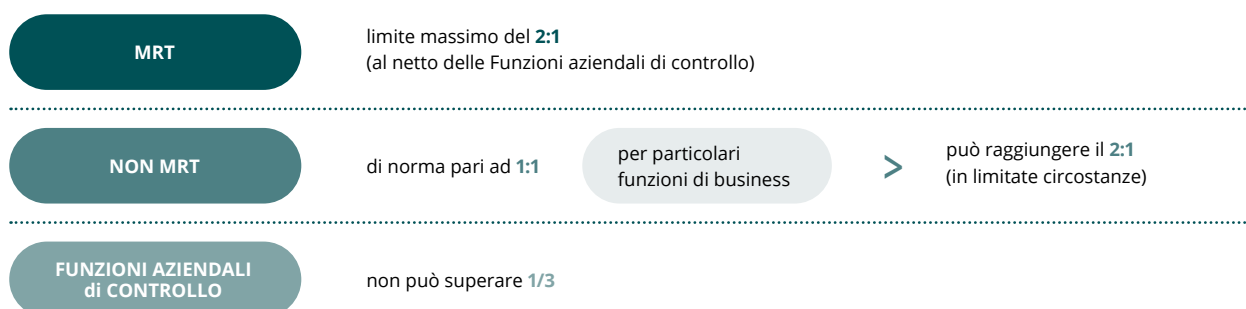 MRT
limite massimo del 2:1
(al netto delle Funzioni aziendali di controllo)
NON MRT
di norma pari ad 1:1
per particolari
funzioni di business
>
può raggiungere il 2:1
(in limitate circostanze)
FUNZIONI AZIENDALI
di CONTROLLO
non può superare 1/3